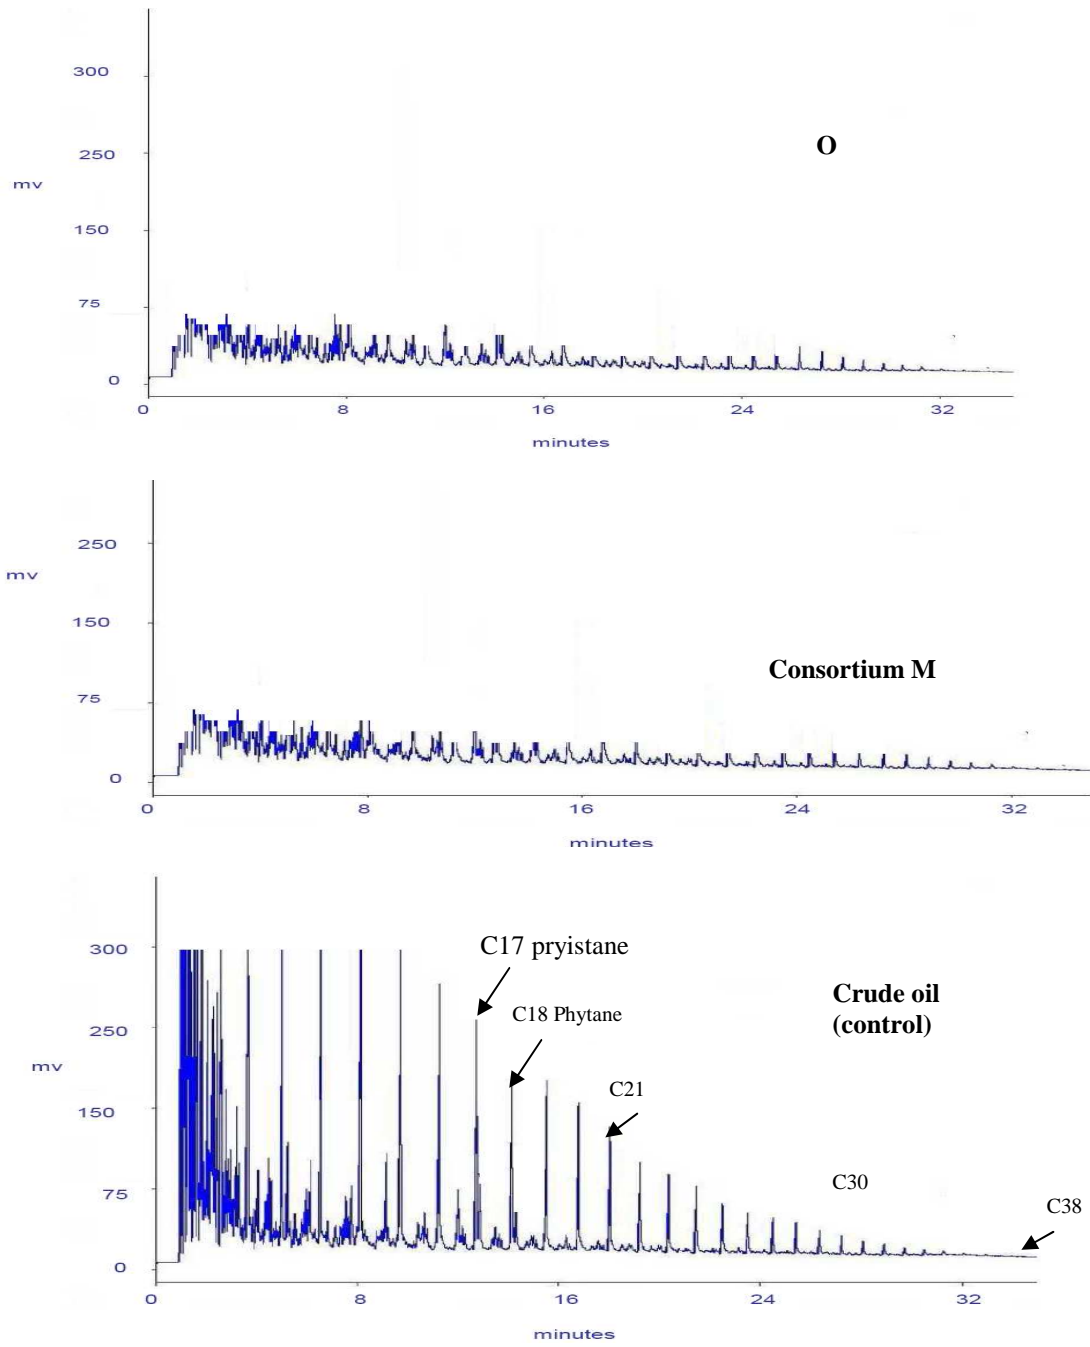 300
250
O
mv
150
75
0
0 8 16 24 32
minutes
250
mv
150
Consortium M
75
0
0 8 16 24 32
minutes
300
C17 pryistane
Crude oil
(control)
C18 Phytane
250
mv
C21
150
C30
75
C38
0
0 8 16 24 32
minutes